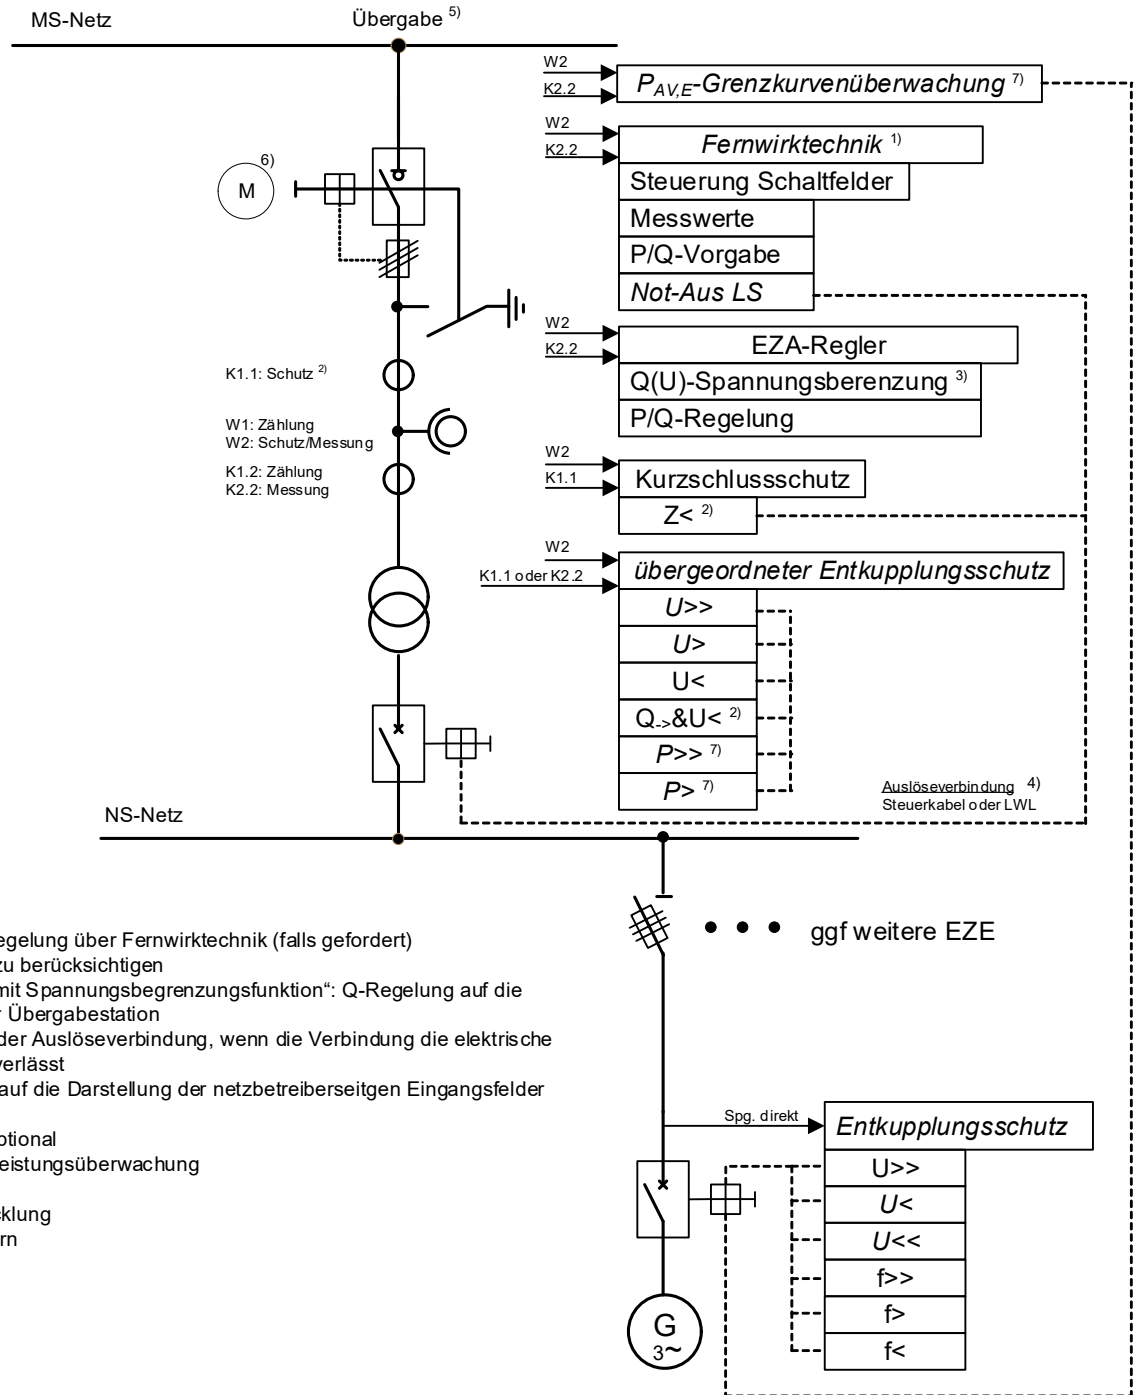 MS-Netz
Übergabe 5)
W2
K2.2
P_AV,E-Grenzkurvenüberwachung 7)
W2
K2.2
Fernwirktechnik 1)
Steuerung Schaltfelder
Messwerte
P/Q-Vorgabe
Not-Aus LS
6)
M
W2
K2.2
EZA-Regler
Q(U)-Spannungsberenzung 3)
P/Q-Regelung
K1.1: Schutz 2)
W1: Zählung
W2: Schutz/Messung
K1.2: Zählung
K2.2: Messung
W2
K1.1
Kurzschlussschutz
Z< 2)
W2
K1.1 oder K2.2
übergeordneter Entkupplungsschutz
U>>
U>
U<
Q->&U< 2)
P>> 7)
P> 7)
Auslöseverbindung 4)
Steuerkabel oder LWL
NS-Netz
ggf weitere EZE
egelung über Fernwirktechnik (falls gefordert)
zu berücksichtigen
mit Spannungsbegrenzungsfunktion“: Q-Regelung auf die
r Übergabestation
der Auslöseverbindung, wenn die Verbindung die elektrische
verlässt
auf die Darstellung der netzbetreiberseitgen Eingangsfelder
ptional
eistungsüberwachung
cklung
rn
Spg. direkt
Entkupplungsschutz
U>>
U<
U<<
f>>
f>
f<
G
3~